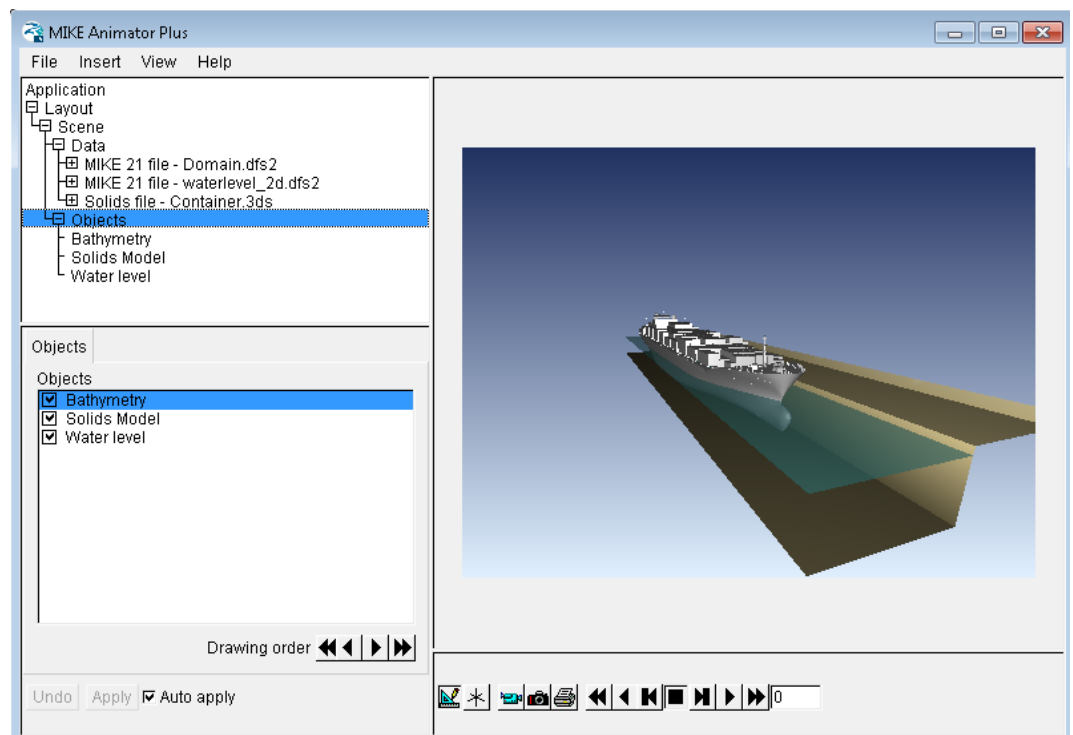 MIKE Animator Plus
File Insert View Help
Application
Layout
Scene
Data
MIKE 21 file - Domain.dfs2
MIKE 21 file - waterlevel_2d.dfs2
Solids file - Container.3ds
Objects
Bathymetry
Solids Model
Water level
Objects
Objects
Bathymetry
Solids Model
Water level
Drawing order
Undo Apply Auto apply
0